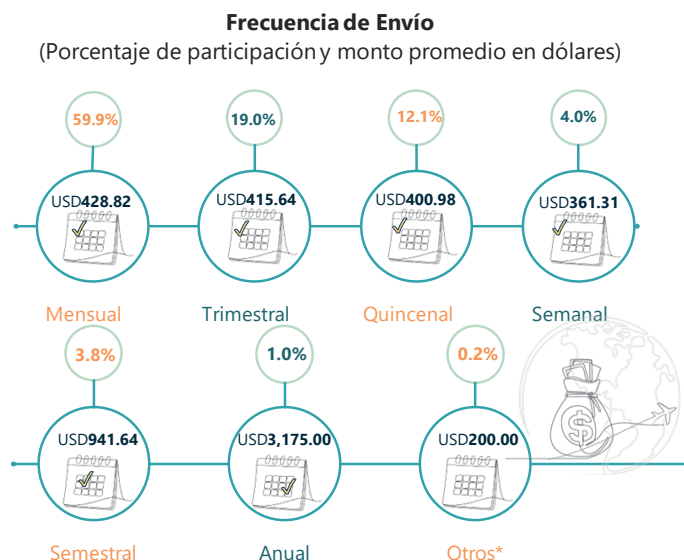 Frecuencia de Envío
(Porcentaje de participación y monto promedio en dólares)
59.9%
19.0%
12.1%
4.0%
USD428.82
USD415.64
USD400.98
USD361.31
Mensual
Trimestral
Quincenal
Semanal
3.8%
1.0%
0.2%
USD941.64
USD3,175.00
USD200.00
$
Semestral
Anual
Otros*